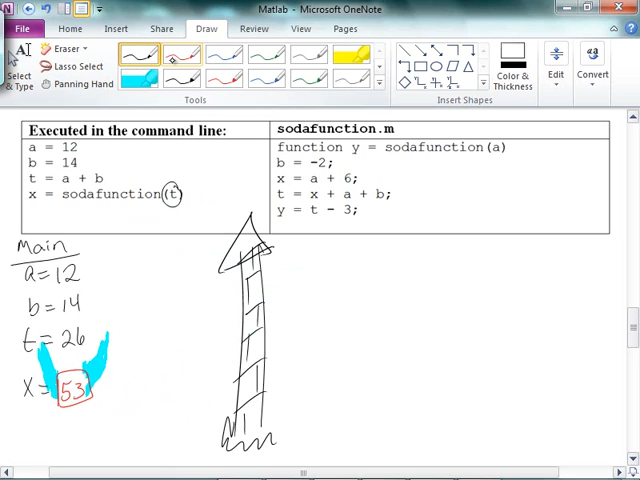 Matlab - Microsoft OneNote
File Home Insert Share Draw Review View Pages
Select & Type
Eraser
Lasso Select
Panning Hand
Color & Thickness
Edit
Convert
Tools
Insert Shapes
Executed in the command line:
a = 12
b = 14
t = a + b
x = sodafunction(t)
sodafunction.m
function y = sodafunction(a)
b = -2;
x = a + 6;
t = x + a + b;
y = t - 3;
Main
a=12
b=14
t=26
x=53